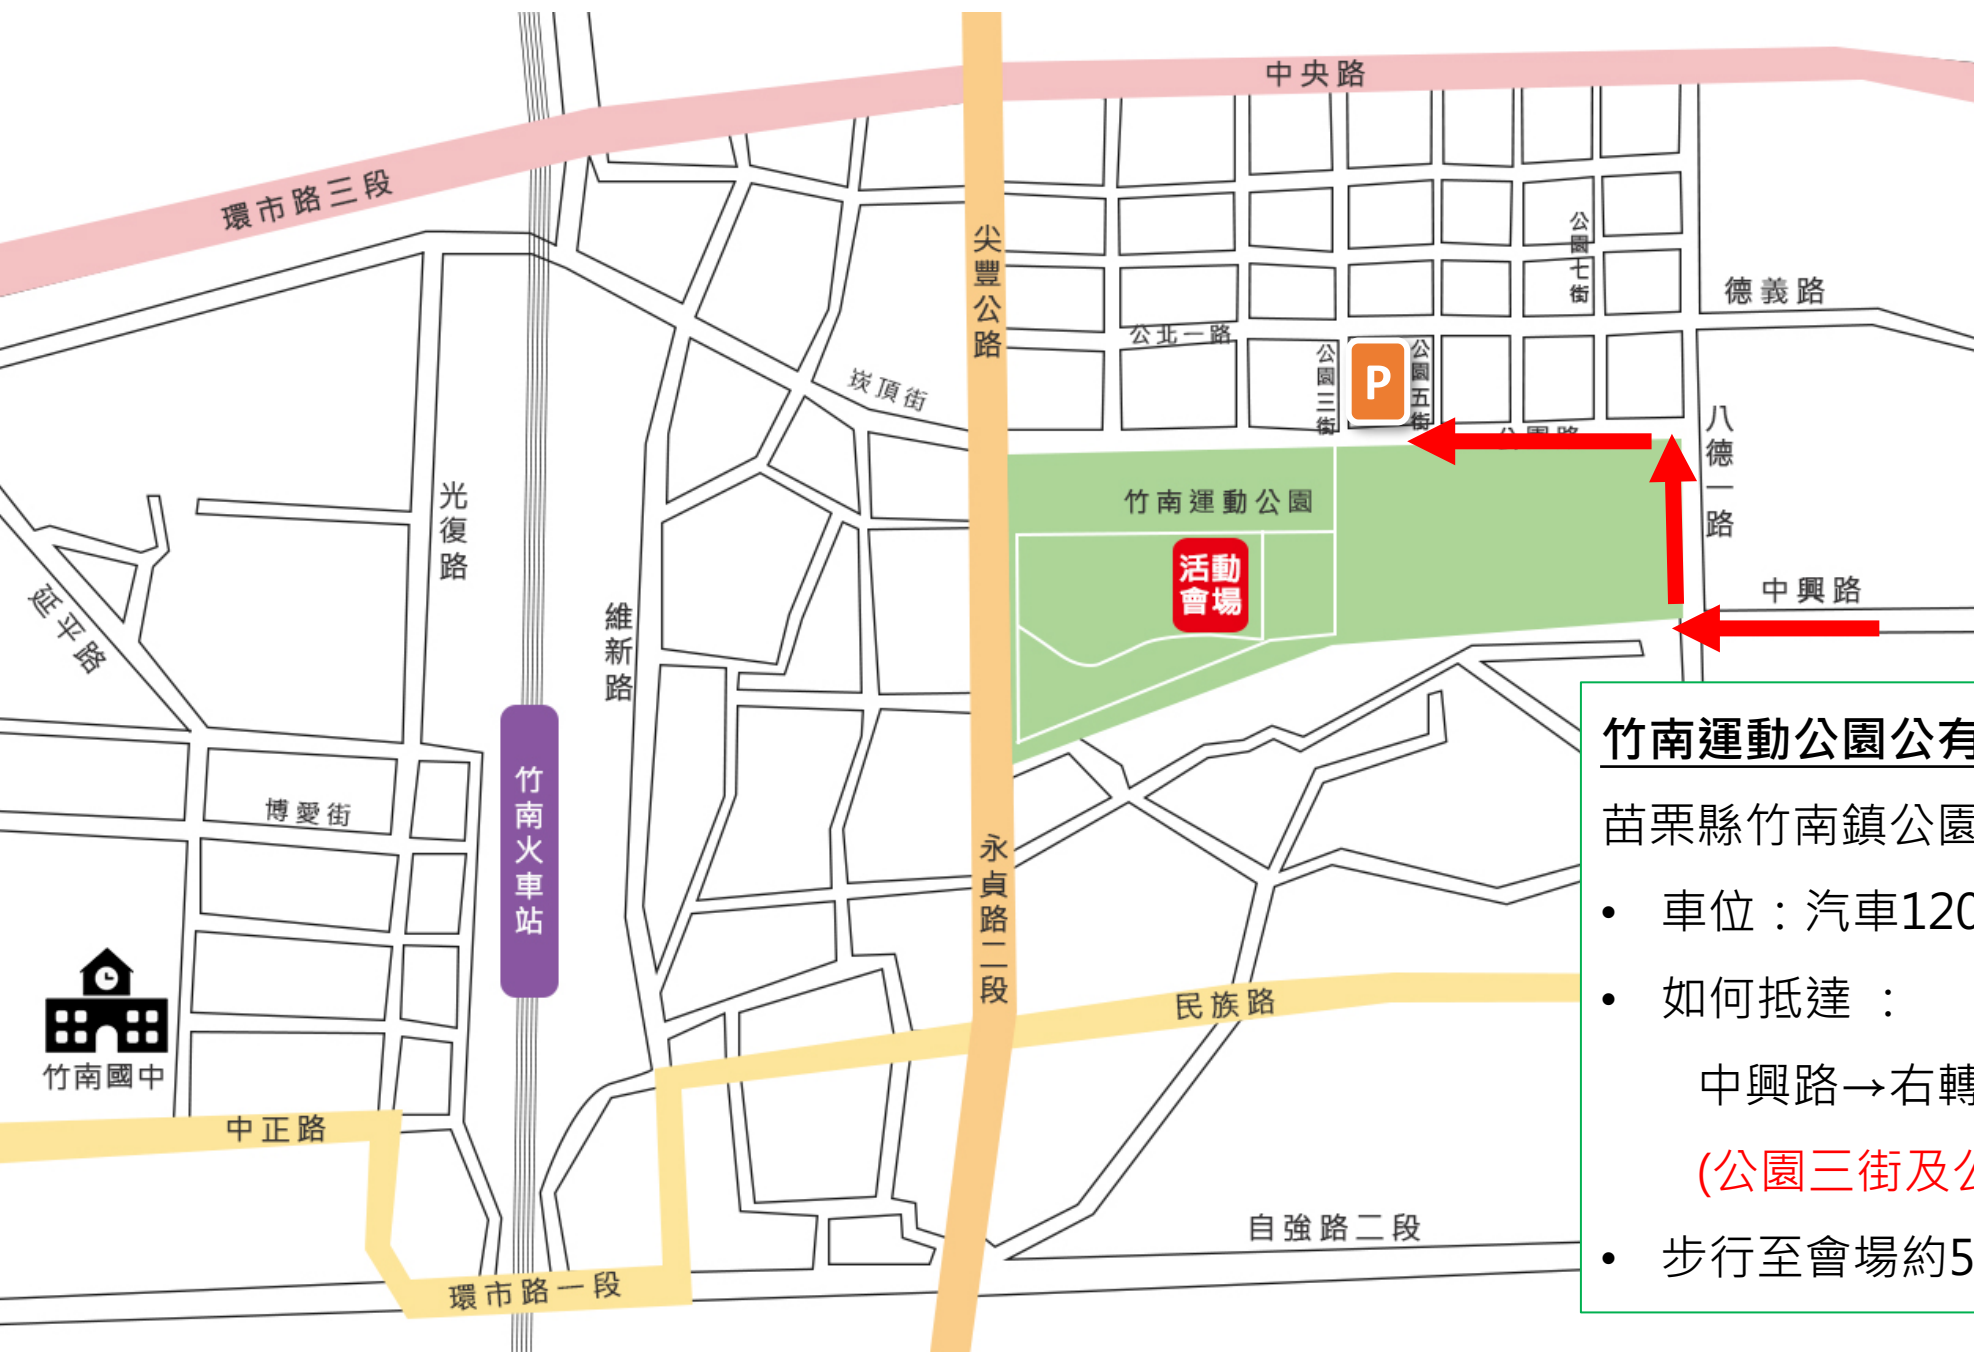 中央路
環市路三段
尖豐公路
公園七街
德義路
公北一路
公園三街
P
公園五街
崁頂街
公園路
八德一路
光復路
竹南運動公園
活動
會場
中興路
延平路
維新路
竹南運動公園公有
竹南火車站
博愛街
苗栗縣竹南鎮公園
永貞路二段
• 車位：汽車120
• 如何抵達 ：
民族路
竹南國中
中興路→右轉
中正路
(公園三街及公
自強路二段
• 步行至會場約5
環市路一段